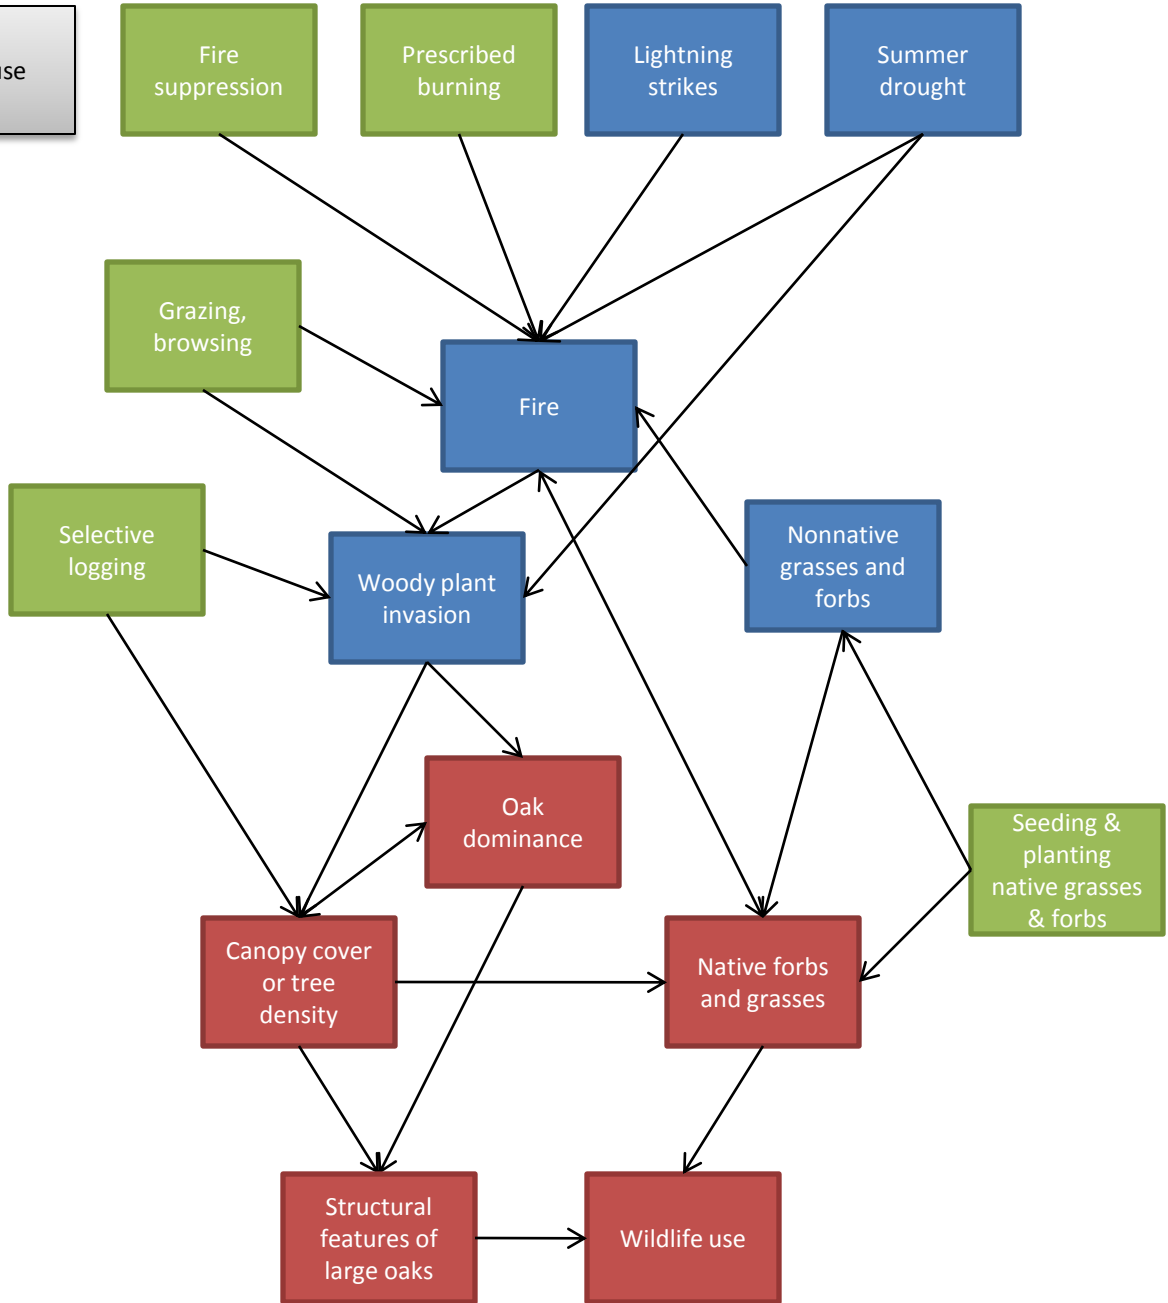 Fire
suppression
Prescribed
burning
Lightning
strikes
Summer
drought
Grazing,
browsing
Fire
Selective
logging
Woody plant
invasion
Nonnative
grasses and
forbs
Oak
dominance
Seeding &
planting
native grasses
& forbs
Canopy cover
or tree
density
Native forbs
and grasses
Structural
features of
large oaks
Wildlife use